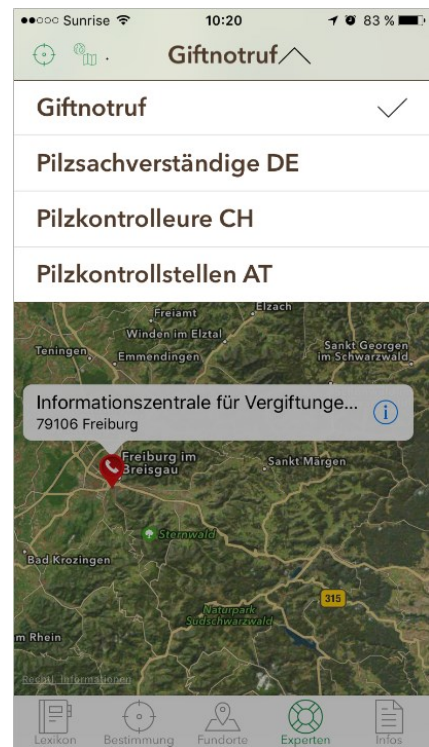 Sunrise 10:20 83 %
Giftnotruf
Giftnotruf
Pilzsachverständige DE
Pilzkontrolleure CH
Pilzkontrollstellen AT
Freiamt
Elzach
Winden im Elztal
Teningen
Emmendingen
Sankt Georgen
im Schwarzwald
Informationszentrale für Vergiftunge...
79106 Freiburg
Freiburg im
Breisgau
Sankt Märgen
Sternwald
Bad Krozingen
315
Naturpark
Südschwarzwald
m Rhein
Rechtl. Informationen
Lexikon Bestimmung Fundorte Experten Infos